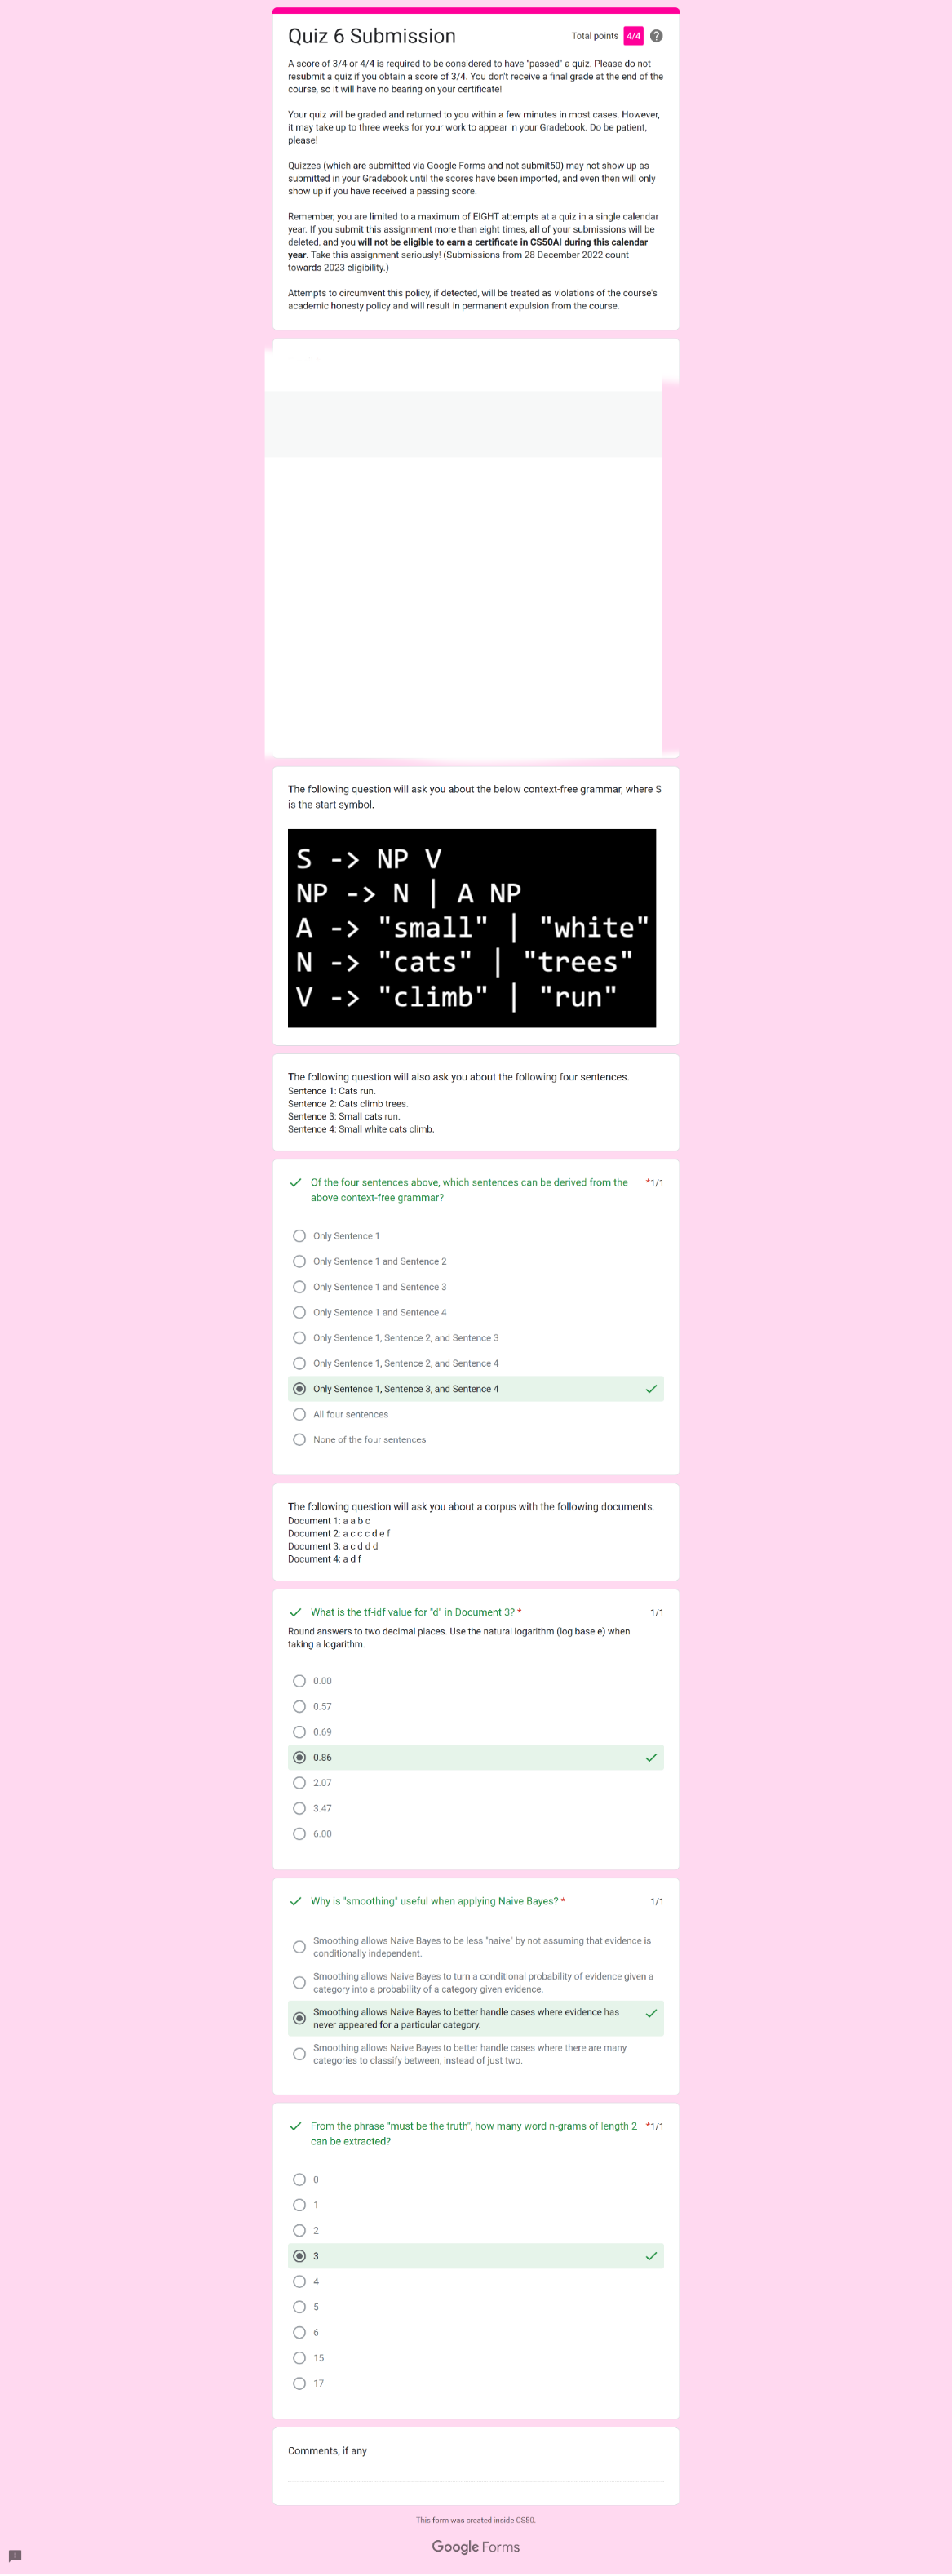 Quiz 6 Submission
Total points 4/4
A score of 3/4 or 4/4 is required to be considered to have "passed" a quiz. Please do not
resubmit a quiz if you obtain a score of 3/4. You don't receive a final grade at the end of the
course, so it will have no bearing on your certificate!
Your quiz will be graded and returned to you within a few minutes in most cases. However,
it may take up to three weeks for your work to appear in your Gradebook. Do be patient,
please!
Quizzes (which are submitted via Google Forms and not submit50) may not show up as
submitted in your Gradebook until the scores have been imported, and even then will only
show up if you have received a passing score.
Remember, you are limited to a maximum of EIGHT attempts at a quiz in a single calendar
year. If you submit this assignment more than eight times, all of your submissions will be
deleted, and you will not be eligible to earn a certificate in CS50AI during this calendar
year. Take this assignment seriously! (Submissions from 28 December 2022 count
towards 2023 eligibility.)
Attempts to circumvent this policy, if detected, will be treated as violations of the course's
academic honesty policy and will result in permanent expulsion from the course.
The following question will ask you about the below context-free grammar, where S
is the start symbol.
S -> NP V
NP -> N | A NP
A -> "small" | "white"
N -> "cats" | "trees"
V -> "climb" | "run"
The following question will also ask you about the following four sentences.
Sentence 1: Cats run.
Sentence 2: Cats climb trees.
Sentence 3: Small cats run.
Sentence 4: Small white cats climb.
Of the four sentences above, which sentences can be derived from the *1/1
above context-free grammar?
Only Sentence 1
Only Sentence 1 and Sentence 2
Only Sentence 1 and Sentence 3
Only Sentence 1 and Sentence 4
Only Sentence 1, Sentence 2, and Sentence 3
Only Sentence 1, Sentence 2, and Sentence 4
Only Sentence 1, Sentence 3, and Sentence 4
All four sentences
None of the four sentences
The following question will ask you about a corpus with the following documents.
Document 1: a a b c
Document 2: a c c c d e f
Document 3: a c d d d
Document 4: a d f
What is the tf-idf value for "d" in Document 3? * 1/1
Round answers to two decimal places. Use the natural logarithm (log base e) when
taking a logarithm.
0.00
0.57
0.69
0.86
2.07
3.47
6.00
Why is "smoothing" useful when applying Naive Bayes? * 1/1
Smoothing allows Naive Bayes to be less "naive" by not assuming that evidence is
conditionally independent.
Smoothing allows Naive Bayes to turn a conditional probability of evidence given a
category into a probability of a category given evidence.
Smoothing allows Naive Bayes to better handle cases where evidence has
never appeared for a particular category.
Smoothing allows Naive Bayes to better handle cases where there are many
categories to classify between, instead of just two.
From the phrase "must be the truth", how many word n-grams of length 2 *1/1
can be extracted?
0
1
2
3
4
5
6
15
17
Comments, if any
This form was created inside CS50.
Google Forms